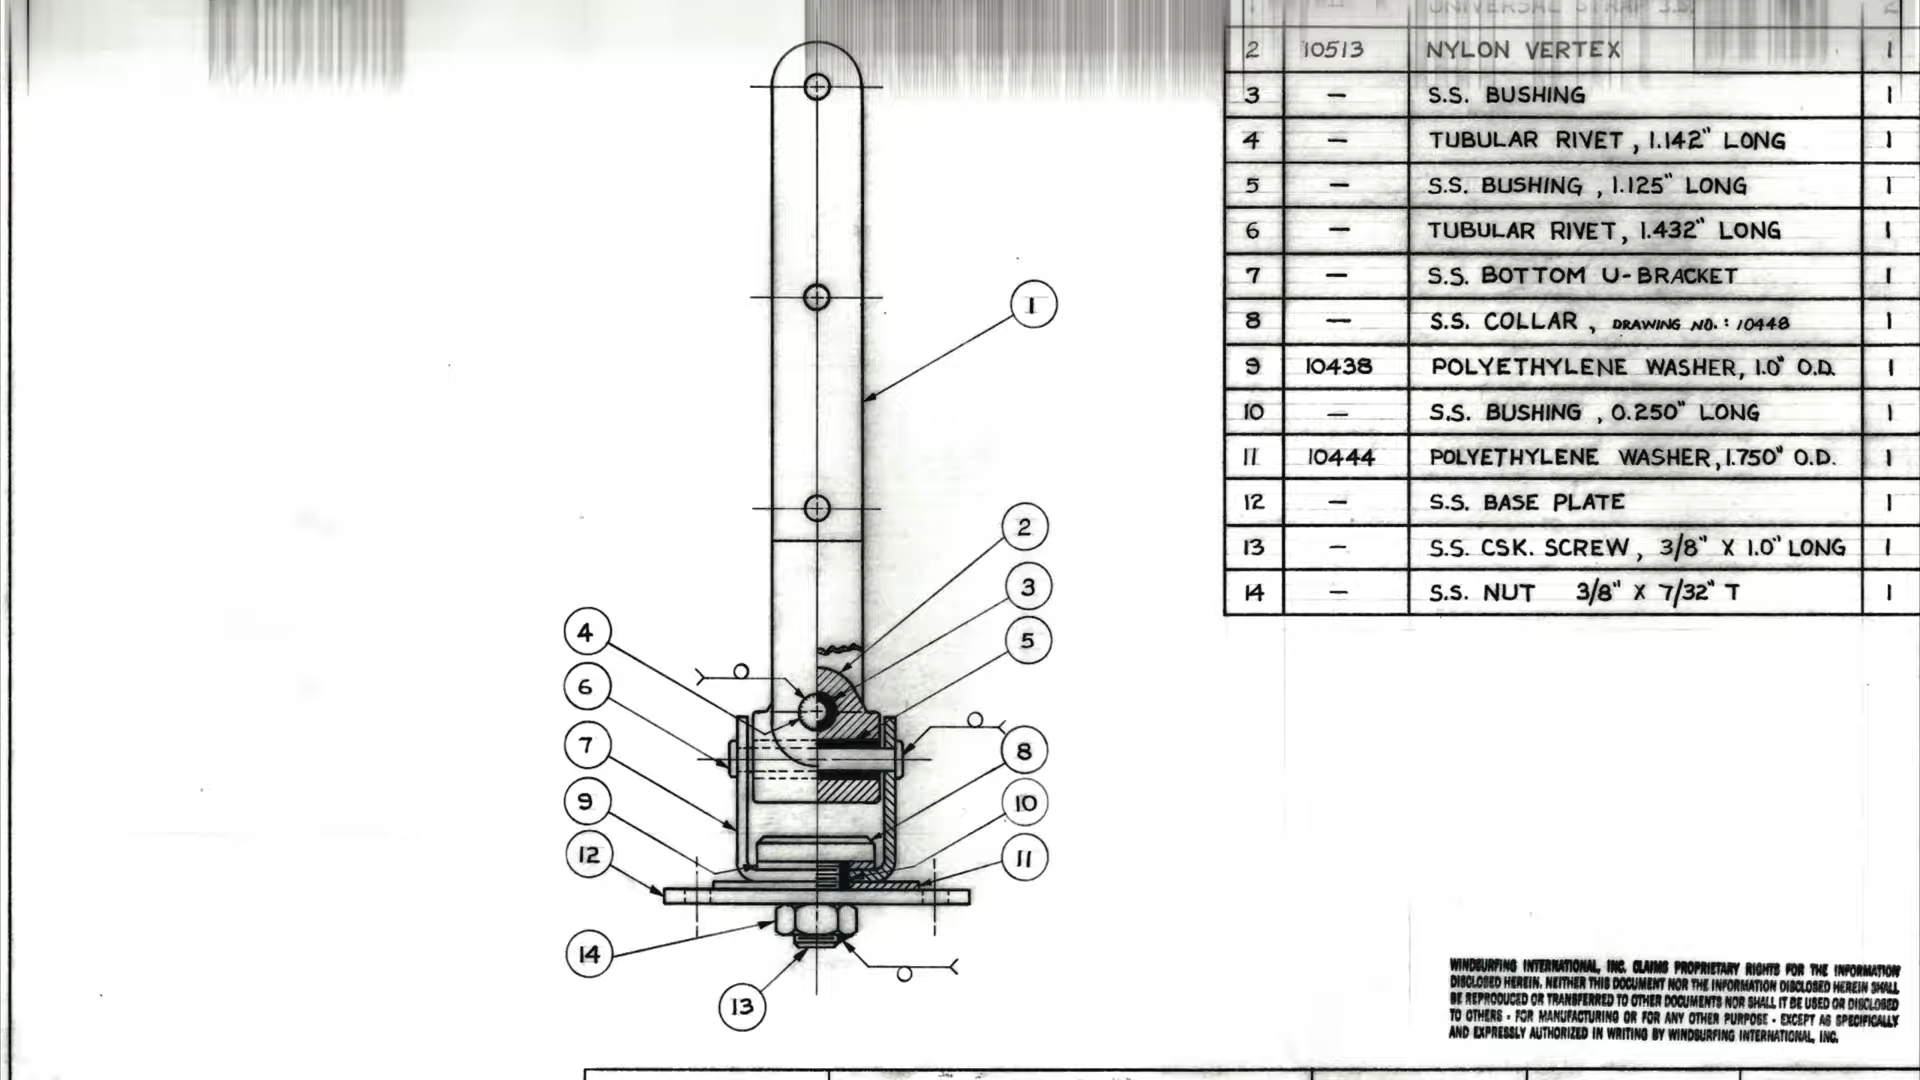 1 UNIVERSAL STRAP S.S. 2
2 10513 NYLON VERTEX 1
3 — S.S. BUSHING 1
4 — TUBULAR RIVET, 1.142" LONG 1
5 — S.S. BUSHING, 1.125" LONG 1
6 — TUBULAR RIVET, 1.432" LONG 1
7 — S.S. BOTTOM U-BRACKET 1
8 — S.S. COLLAR, DRAWING NO.: 10448 1
9 10438 POLYETHYLENE WASHER, 1.0" O.D. 1
10 — S.S. BUSHING, 0.250" LONG 1
11 10444 POLYETHYLENE WASHER, 1.750" O.D. 1
12 — S.S. BASE PLATE 1
13 — S.S. CSK. SCREW, 3/8" X 1.0" LONG 1
14 — S.S. NUT 3/8" X 7/32" T 1
1
2
3
5
4
6
7
8
9
10
12
11
14
13
WINDSURFING INTERNATIONAL, INC. CLAIMS PROPRIETARY RIGHTS FOR THE INFORMATION
DISCLOSED HEREIN. NEITHER THIS DOCUMENT NOR THE INFORMATION DISCLOSED HEREIN SHALL
BE REPRODUCED OR TRANSFERRED TO OTHER DOCUMENTS NOR SHALL IT BE USED OR DISCLOSED
TO OTHERS - FOR MANUFACTURING OR FOR ANY OTHER PURPOSE - EXCEPT AS SPECIFICALLY
AND EXPRESSLY AUTHORIZED IN WRITING BY WINDSURFING INTERNATIONAL, INC.